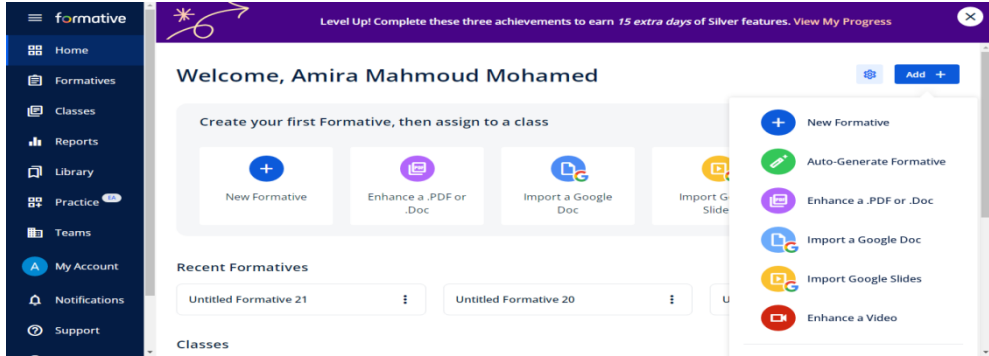 formative
Level Up! Complete these three achievements to earn 15 extra days of Silver features. View My Progress
Home
Formatives
Classes
Reports
Library
Practice
Teams
A My Account
Notifications
Support
Welcome, Amira Mahmoud Mohamed
Add +
Create your first Formative, then assign to a class
New Formative
Enhance a .PDF or
.Doc
Import a Google
Doc
Import G
Slide
Recent Formatives
Untitled Formative 21
Untitled Formative 20
U
Classes
New Formative
Auto-Generate Formative
Enhance a .PDF or .Doc
Import a Google Doc
Import Google Slides
Enhance a Video